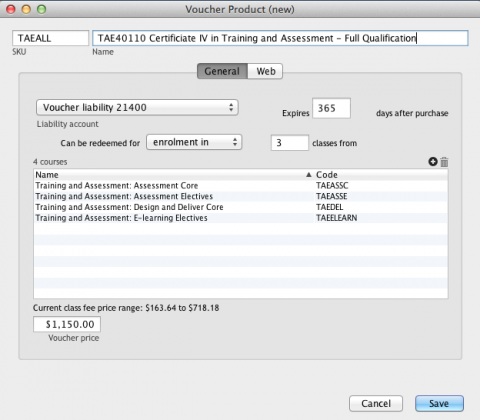 Voucher Product (new)
TAEALL TAE40110 Certificiate IV in Training and Assessment - Full Qualification
SKU Name
General Web
Voucher liability 21400 Expires 365 days after purchase
Liability account
Can be redeemed for enrolment in 3 classes from
4 courses
Name Code
Training and Assessment: Assessment Core TAEASSC
Training and Assessment: Assessment Electives TAEASSE
Training and Assessment: Design and Deliver Core TAEDEL
Training and Assessment: E-learning Electives TAEELEARN
Current class fee price range: $163.64 to $718.18
$1,150.00
Voucher price
Cancel Save